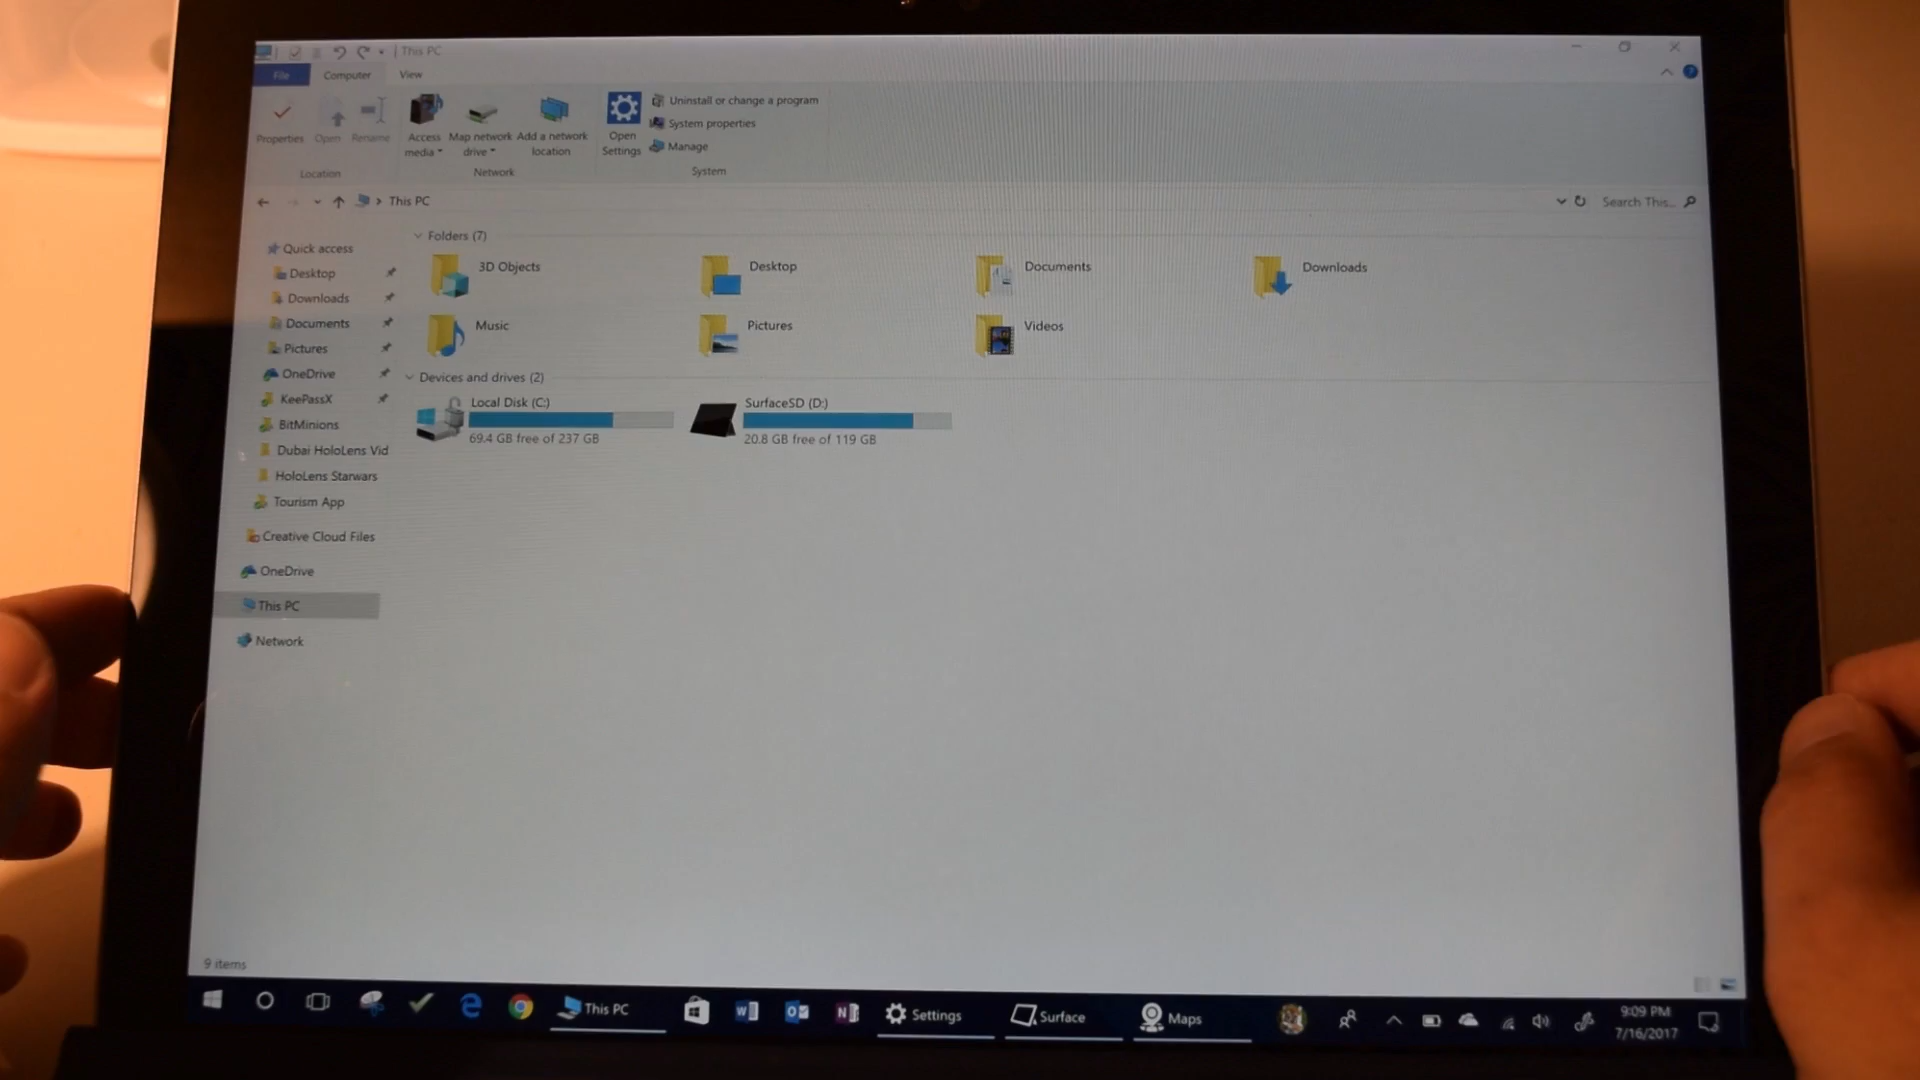 This PC
File Computer View
Properties Open Rename
Access media
Map network drive
Add a network location
Open Settings
Uninstall or change a program
System properties
Manage
Location Network System
This PC
Search This...
Quick access
Desktop
Downloads
Documents
Pictures
OneDrive
KeePassX
BitMinions
Dubai HoloLens Vid
HoloLens Starwars
Tourism App
Creative Cloud Files
OneDrive
This PC
Network
Folders (7)
3D Objects
Desktop
Documents
Downloads
Music
Pictures
Videos
Devices and drives (2)
Local Disk (C:)
69.4 GB free of 237 GB
SurfaceSD (D:)
20.8 GB free of 119 GB
9 items
This PC
Settings
Surface
Maps
9:09 PM
7/16/2017